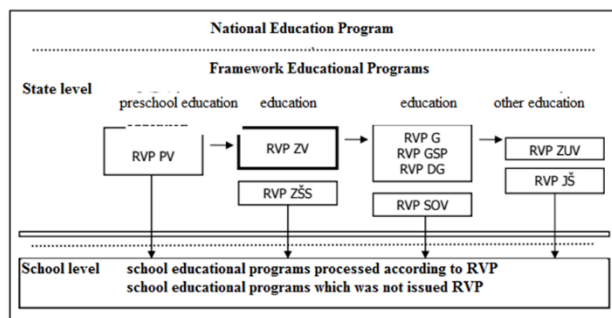 National Education Program
Framework Educational Programs
State level
preschool education education education other education
RVP PV
RVP ZV
RVP G
RVP GSP
RVP DG
RVP ZUV
RVP ZŠS
RVP SOV
RVP JŠ
School level school educational programs processed according to RVP
school educational programs which was not issued RVP